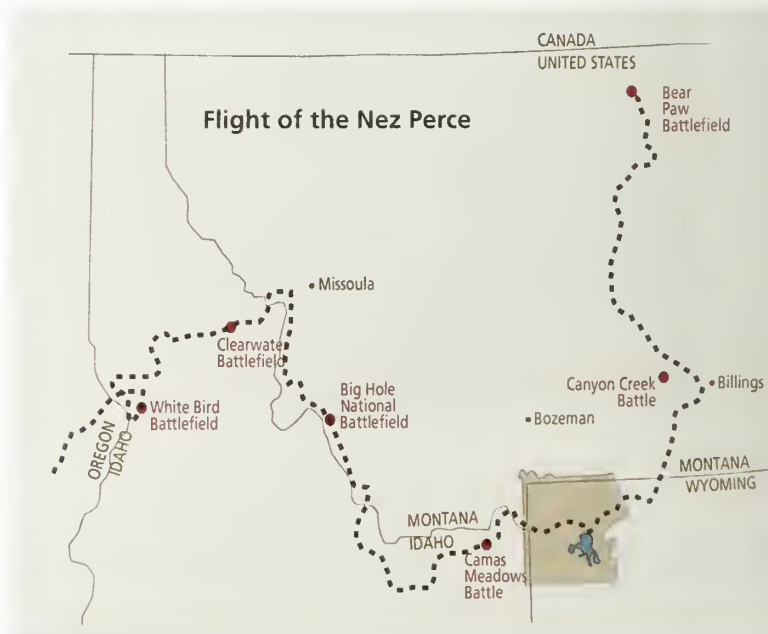 CANADA
UNITED STATES
Flight of the Nez Perce
Bear
Paw
Battlefield
Missoula
Clearwater
Battlefield
Big Hole
National
Battlefield
Canyon Creek
Battle
Billings
White Bird
Battlefield
Bozeman
OREGON
IDAHO
MONTANA
WYOMING
MONTANA
IDAHO
Camas
Meadows
Battle